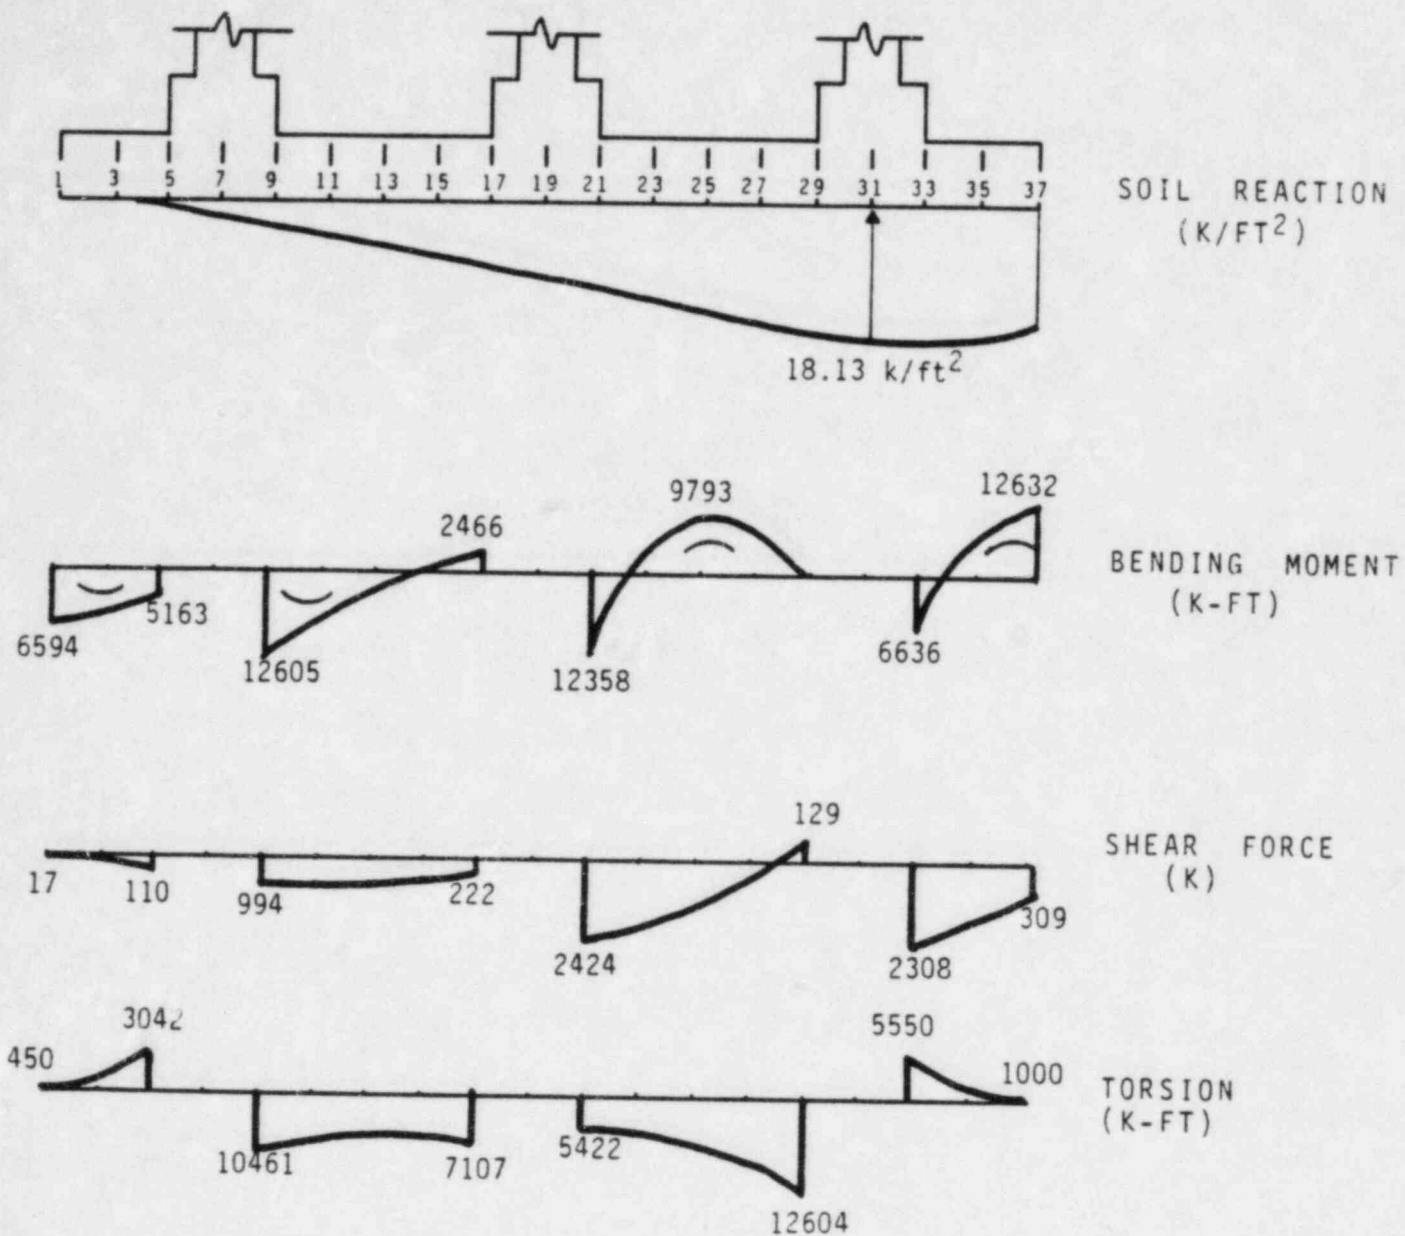 1 3 5 7 9 11 13 15 17 19 21 23 25 27 29 31 33 35 37
SOIL REACTION
(K/FT²)
18.13 k/ft²
9793
12632
2466
BENDING MOMENT
(K-FT)
5163
6594
12605
12358
6636
129
SHEAR FORCE
(K)
17
110
994
222
309
2424
2308
3042
5550
450
1000
TORSION
(K-FT)
10461
7107
5422
12604